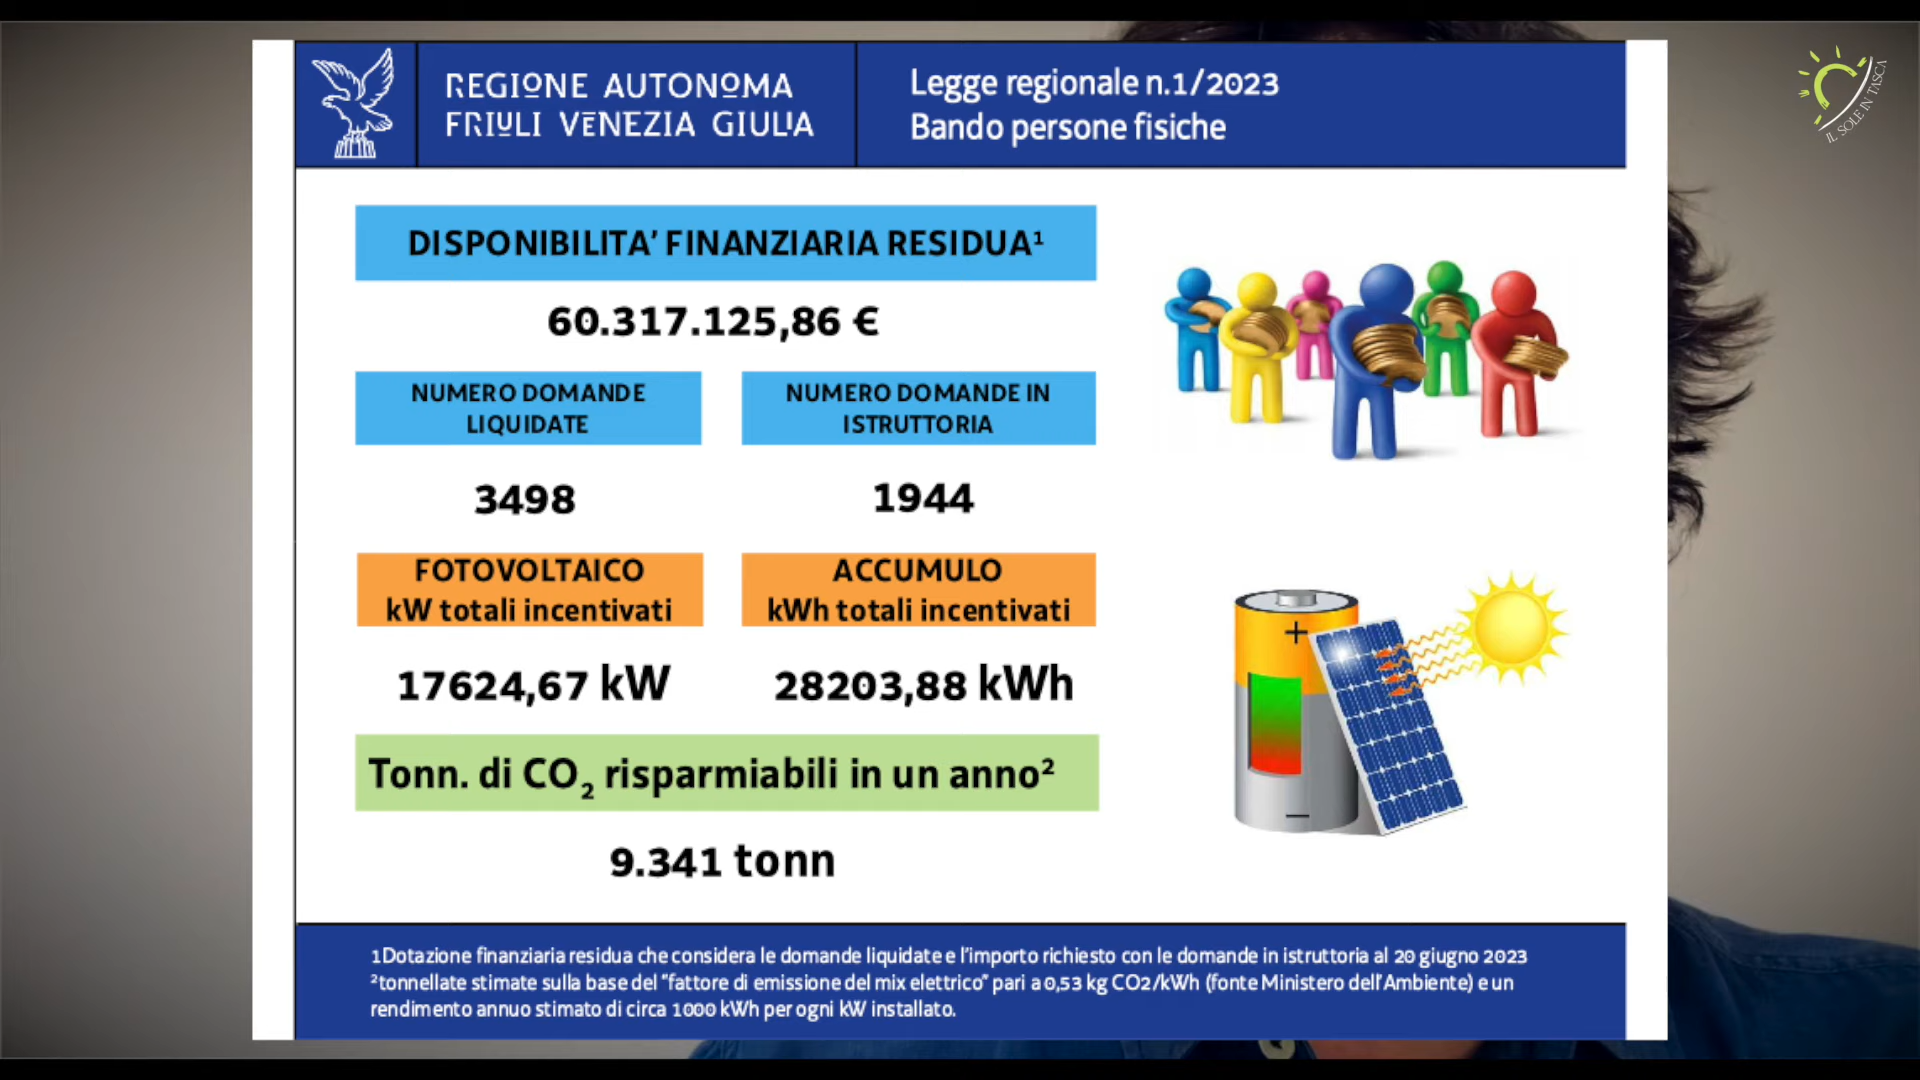 REGIONE AUTONOMA
FRIULI VENEZIA GIULIA
Legge regionale n.1/2023
Bando persone fisiche
IL SOLE IN TASCA
DISPONIBILITA’ FINANZIARIA RESIDUA¹
60.317.125,86 €
NUMERO DOMANDE
LIQUIDATE
NUMERO DOMANDE IN
ISTRUTTORIA
3498
1944
FOTOVOLTAICO
kW totali incentivati
ACCUMULO
kWh totali incentivati
17624,67 kW
28203,88 kWh
Tonn. di CO₂ risparmiabili in un anno²
9.341 tonn
1Dotazione finanziaria residua che considera le domande liquidate e l’importo richiesto con le domande in istruttoria al 20 giugno 2023
²tonnellate stimate sulla base del “fattore di emissione del mix elettrico” pari a 0,53 kg CO2/kWh (fonte Ministero dell’Ambiente) e un
rendimento annuo stimato di circa 1000 kWh per ogni kW installato.